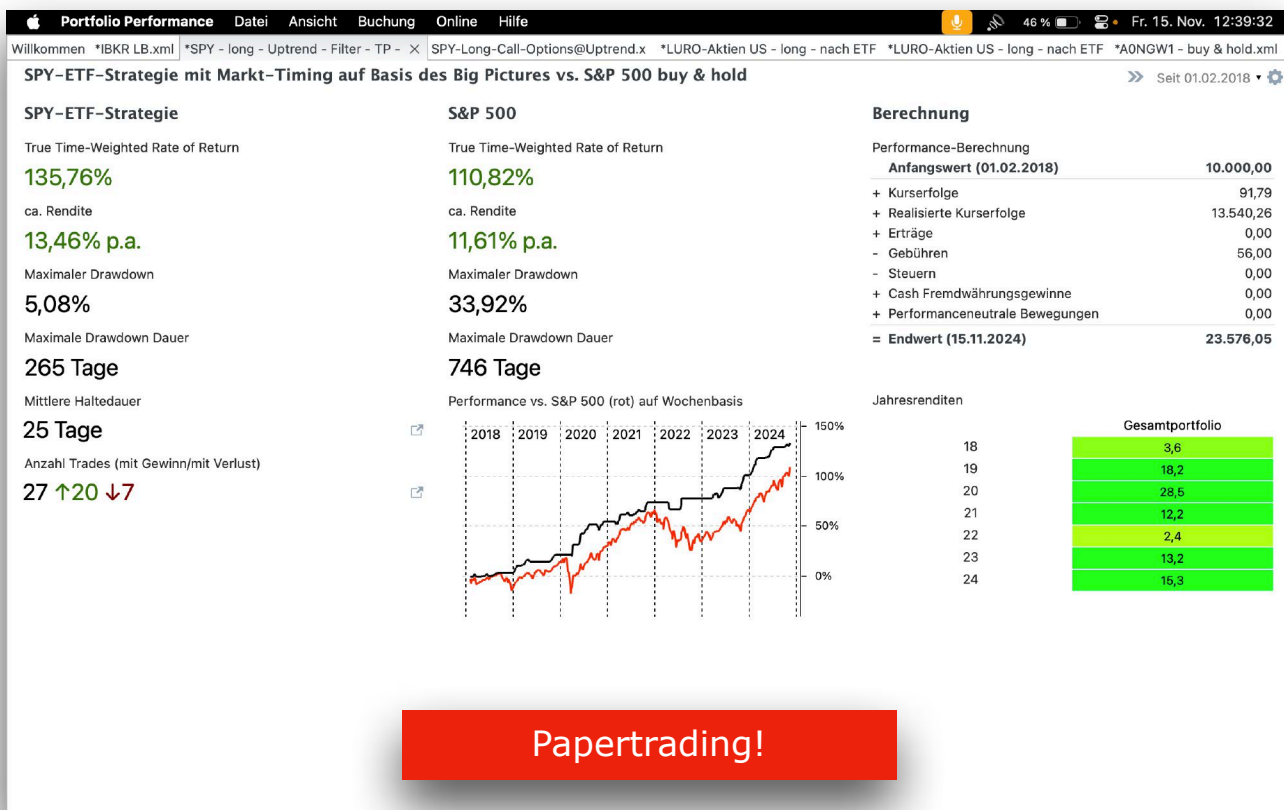 Portfolio Performance Datei Ansicht Buchung Online Hilfe 46 % Fr. 15. Nov. 12:39:32
Willkommen *IBKR LB.xml *SPY - long - Uptrend - Filter - TP - SPY-Long-Call-Options@Uptrend.x *LURO-Aktien US - long - nach ETF *LURO-Aktien US - long - nach ETF *A0NGW1 - buy & hold.xml
SPY-ETF-Strategie mit Markt-Timing auf Basis des Big Pictures vs. S&P 500 buy & hold
Seit 01.02.2018
SPY-ETF-Strategie
True Time-Weighted Rate of Return
135,76%
ca. Rendite
13,46% p.a.
Maximaler Drawdown
5,08%
Maximale Drawdown Dauer
265 Tage
Mittlere Haltedauer
25 Tage
Anzahl Trades (mit Gewinn/mit Verlust)
27 ↑20 ↓7
S&P 500
True Time-Weighted Rate of Return
110,82%
ca. Rendite
11,61% p.a.
Maximaler Drawdown
33,92%
Maximale Drawdown Dauer
746 Tage
Performance vs. S&P 500 (rot) auf Wochenbasis
2018 2019 2020 2021 2022 2023 2024
150%
100%
50%
0%
Berechnung
Performance-Berechnung
Anfangswert (01.02.2018) 10.000,00
+ Kurserfolge 91,79
+ Realisierte Kurserfolge 13.540,26
+ Erträge 0,00
- Gebühren 56,00
- Steuern 0,00
+ Cash Fremdwährungsgewinne 0,00
+ Performanceneutrale Bewegungen 0,00
= Endwert (15.11.2024) 23.576,05
Jahresrenditen
Gesamtportfolio
18 3,6
19 18,2
20 28,5
21 12,2
22 2,4
23 13,2
24 15,3
Papertrading!